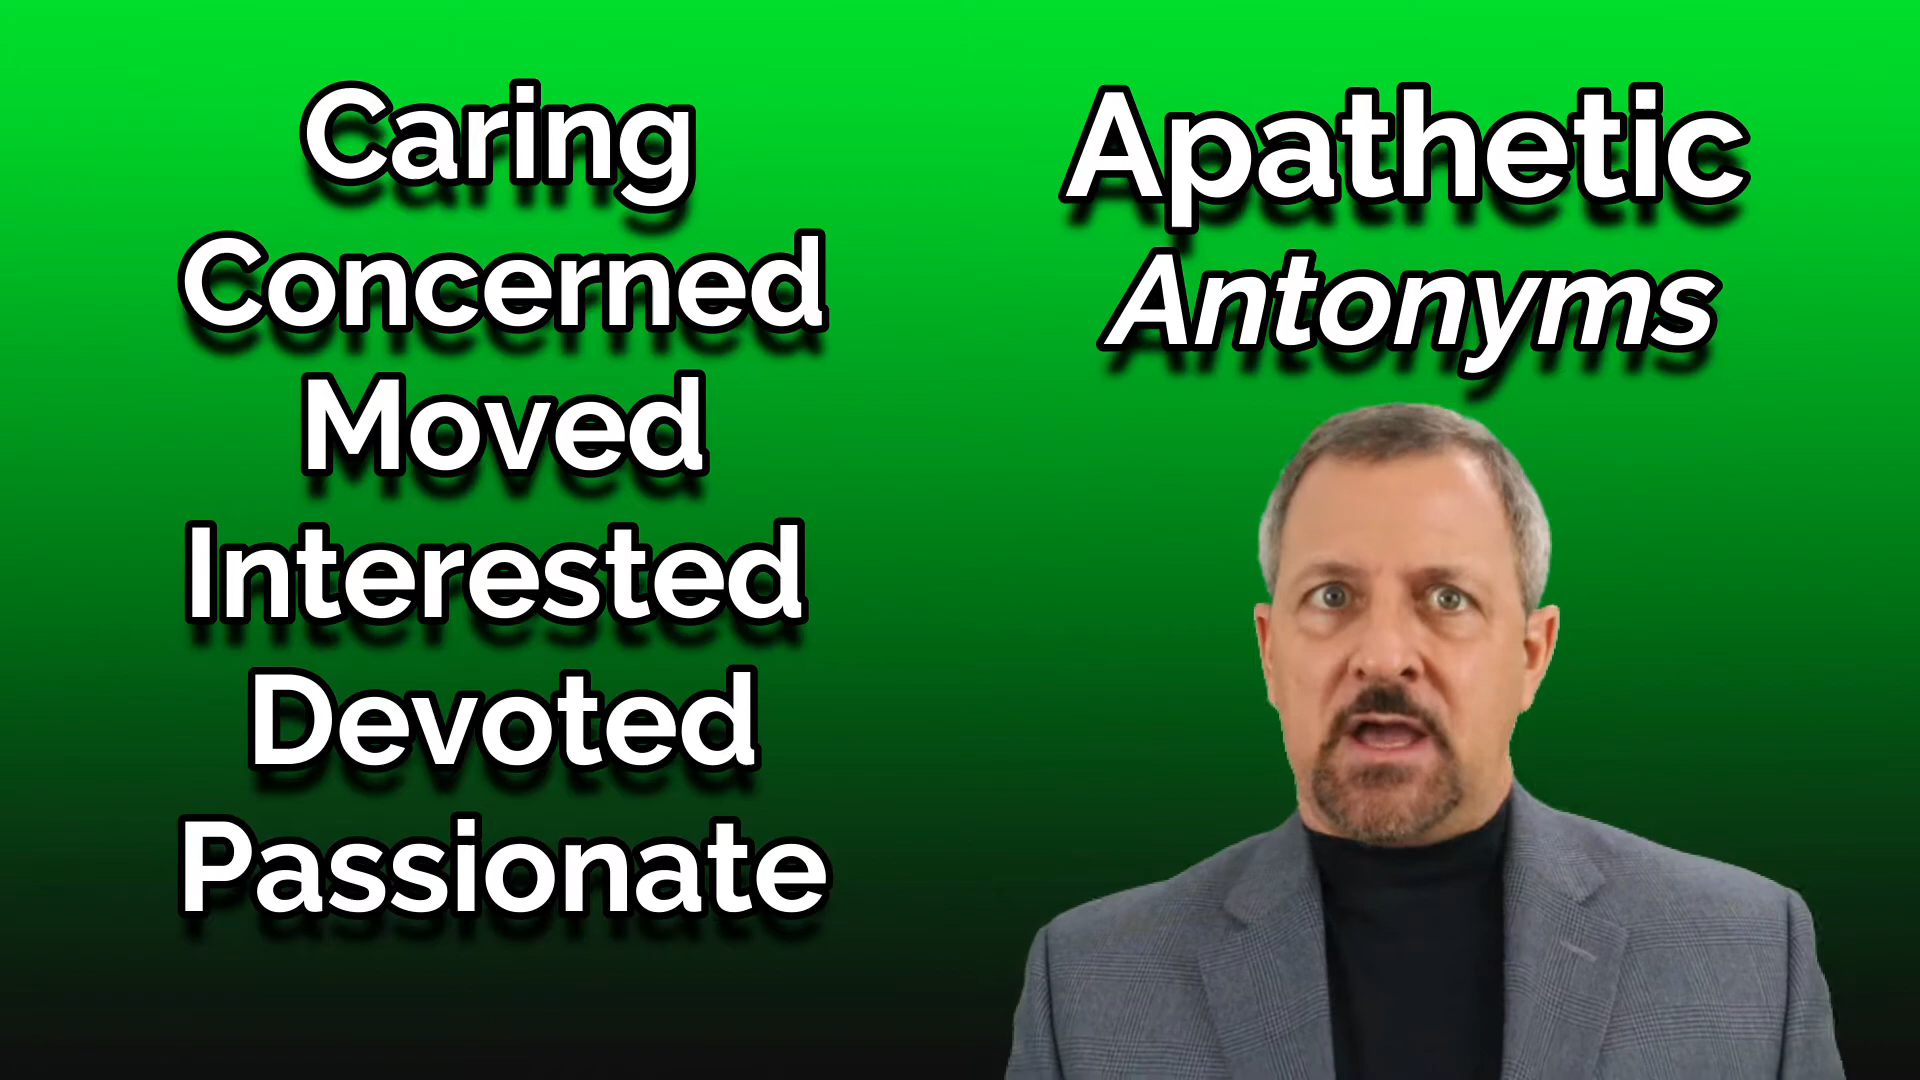 Caring
Concerned
Moved
Interested
Devoted
Passionate
Apathetic
Antonyms